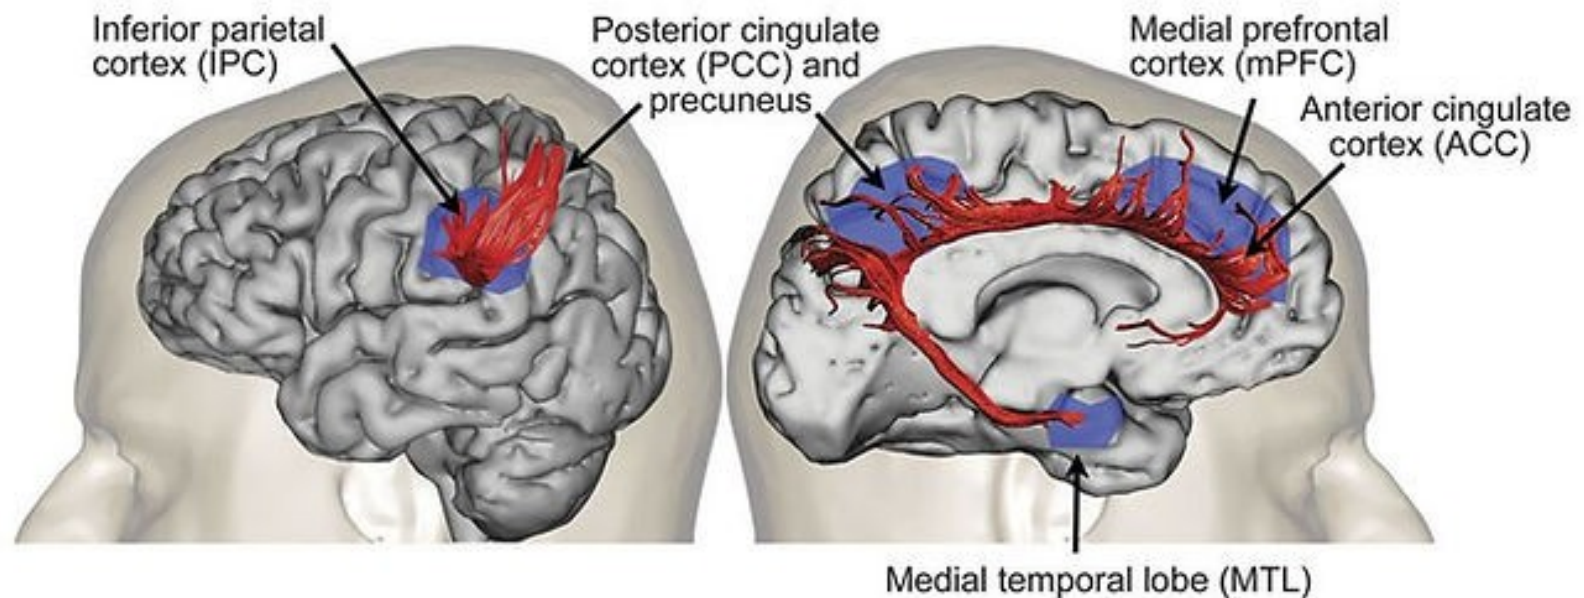 Inferior parietal
cortex (IPC)
Posterior cingulate
cortex (PCC) and
precuneus
Medial prefrontal
cortex (mPFC)
Anterior cingulate
cortex (ACC)
Medial temporal lobe (MTL)